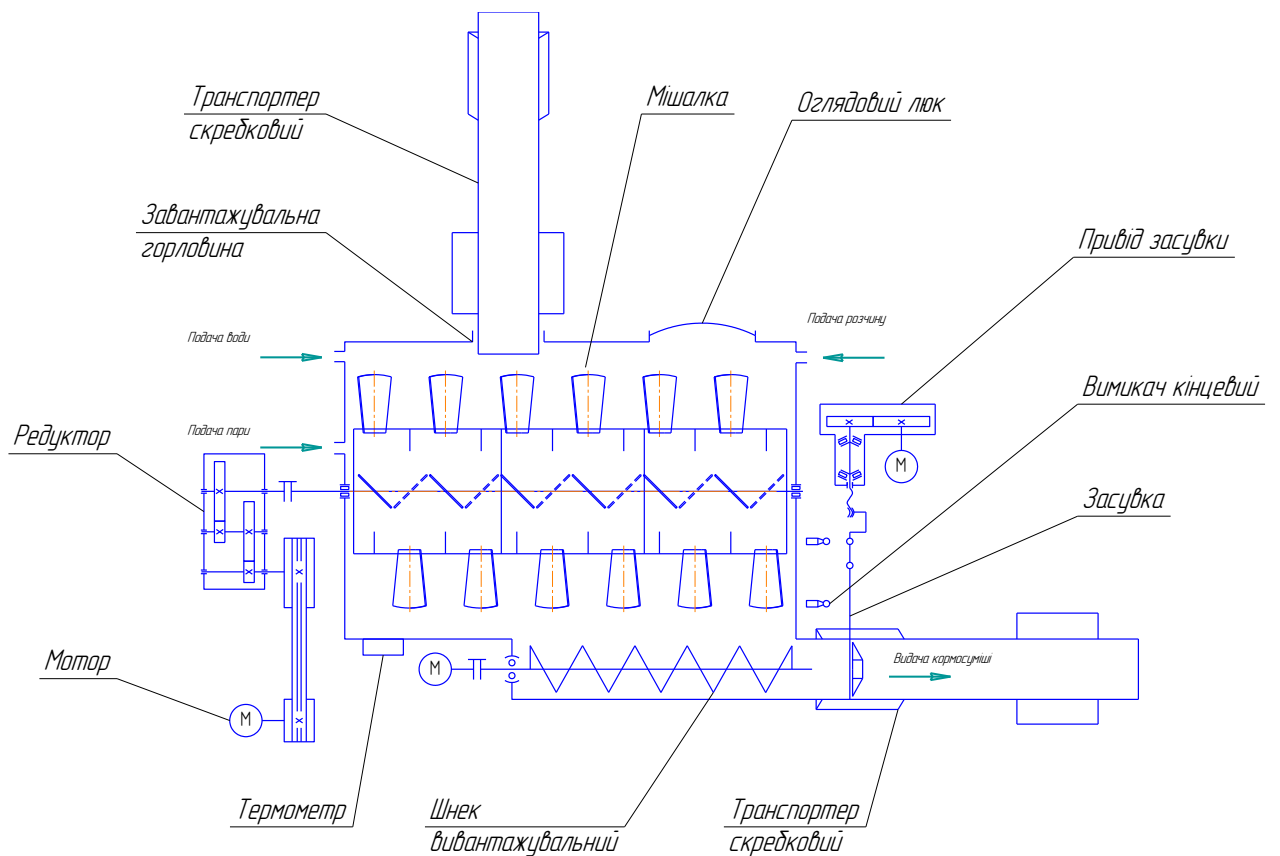 Транспортер
скребковий
Мішалка
Оглядовий люк
Завантажувальна
горловина
Привід засувки
Подача води
Подача розчину
Вимикач кінцевий
Редуктор
Подача пари
М
Засувка
Мотор
М
Видача кормосуміші
М
Термометр
Шнек
вивантажувальний
Транспортер
скребковий